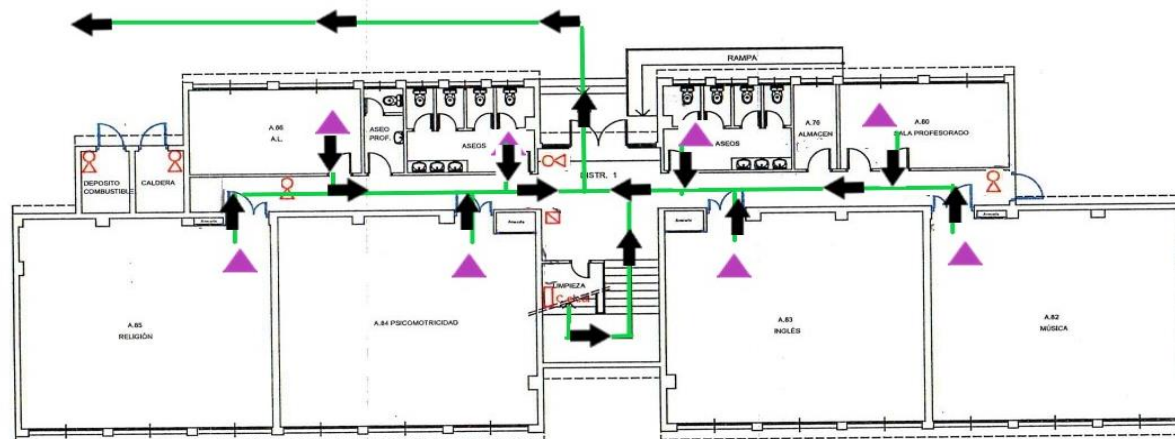 RAMPA
A.86
A.L.
ASEO
PROF.
ASEOS
A.76
ALMACEN
A.80
SALA PROFESORADO
ASEOS
DEPOSITO
COMBUSTIBLE
CALDERA
DISTR. 1
LIMPIEZA
A.85
RELIGIÓN
A.84 PSICOMOTRICIDAD
A.83
INGLÉS
A.82
MÚSICA